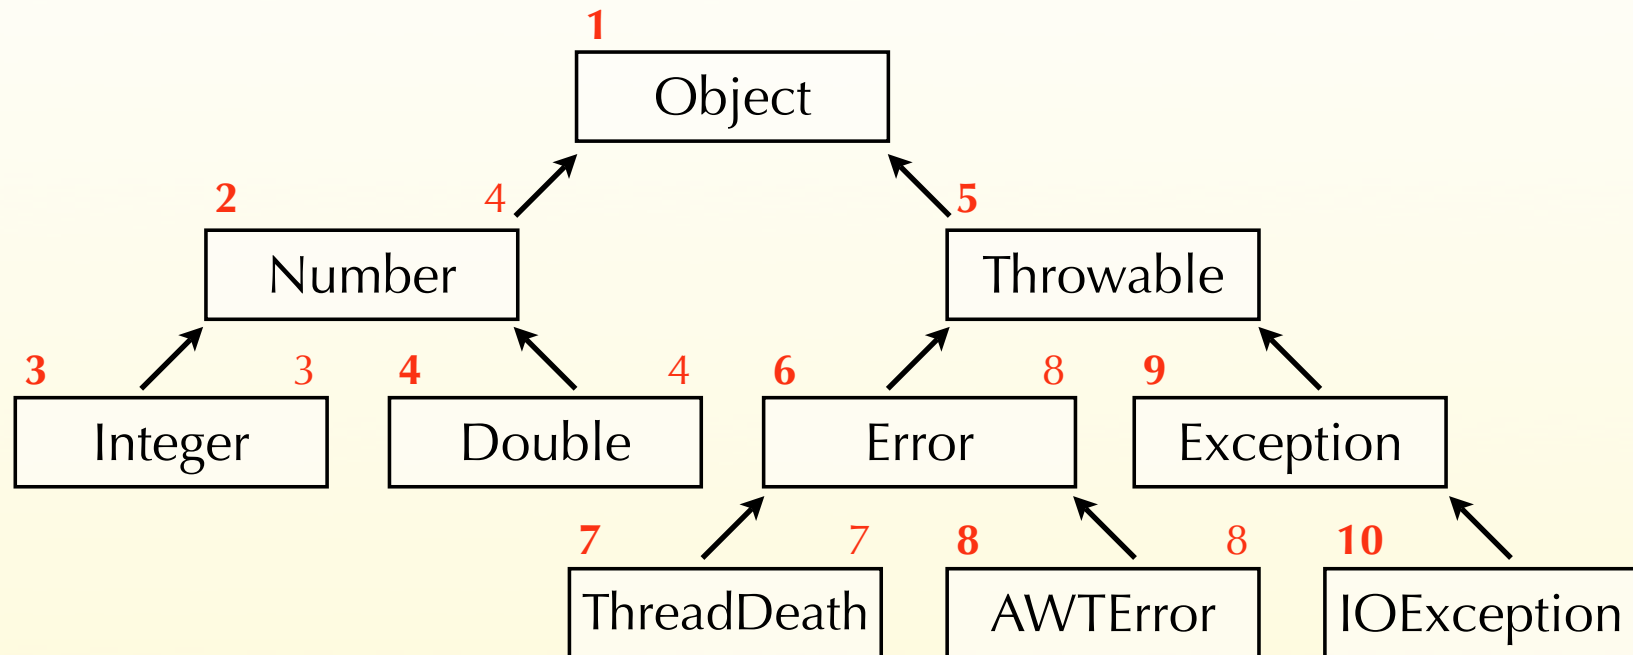 1
Object
2 4 5
Number Throwable
3 3 4 4 6 8 9
Integer Double Error Exception
7 7 8 8 10
ThreadDeath AWTError IOException